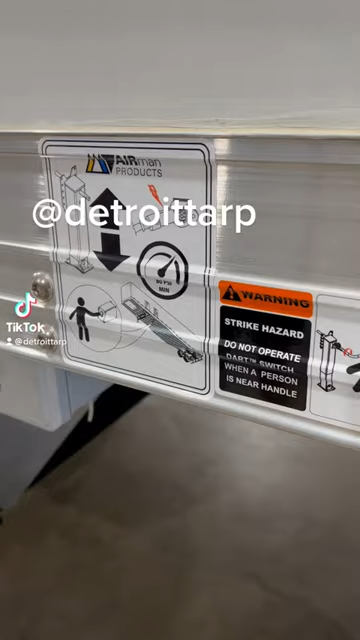 AIRman
PRODUCTS
@detroittarp
80 PSI
MIN
WARNING
STRIKE HAZARD
DO NOT OPERATE
DART™ SWITCH
WHEN A PERSON
IS NEAR HANDLE
TikTok
@detroittarp